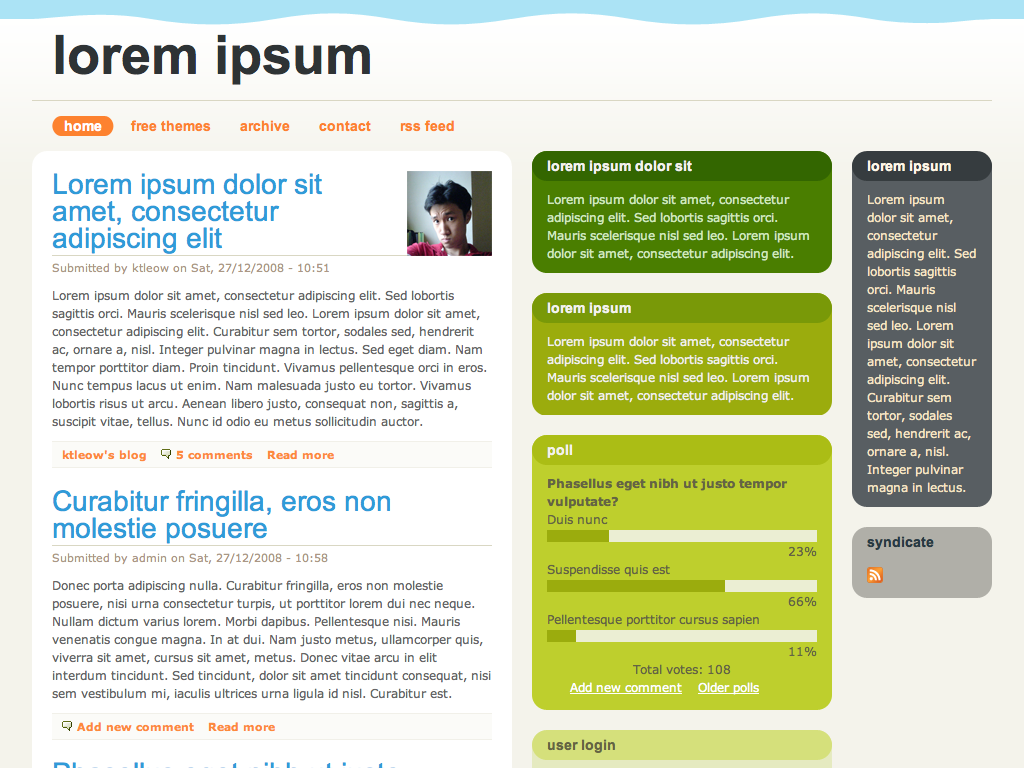 lorem ipsum
home free themes archive contact rss feed
Lorem ipsum dolor sit
amet, consectetur
adipiscing elit
Submitted by ktleow on Sat, 27/12/2008 - 10:51
Lorem ipsum dolor sit amet, consectetur adipiscing elit. Sed lobortis
sagittis orci. Mauris scelerisque nisl sed leo. Lorem ipsum dolor sit amet,
consectetur adipiscing elit. Curabitur sem tortor, sodales sed, hendrerit
ac, ornare a, nisl. Integer pulvinar magna in lectus. Sed eget diam. Nam
tempor porttitor diam. Proin tincidunt. Vivamus pellentesque orci in eros.
Nunc tempus lacus ut enim. Nam malesuada justo eu tortor. Vivamus
lobortis risus ut arcu. Aenean libero justo, consequat non, sagittis a,
suscipit vitae, tellus. Nunc id odio eu metus sollicitudin auctor.
ktleow's blog 5 comments Read more
Curabitur fringilla, eros non
molestie posuere
Submitted by admin on Sat, 27/12/2008 - 10:58
Donec porta adipiscing nulla. Curabitur fringilla, eros non molestie
posuere, nisi urna consectetur turpis, ut porttitor lorem dui nec neque.
Nullam dictum varius lorem. Morbi dapibus. Pellentesque nisi. Mauris
venenatis congue magna. In at dui. Nam justo metus, ullamcorper quis,
viverra sit amet, cursus sit amet, metus. Donec vitae arcu in elit
interdum tincidunt. Sed tincidunt, dolor sit amet tincidunt consequat, nisi
sem vestibulum mi, iaculis ultrices urna ligula id nisl. Curabitur est.
Add new comment Read more
lorem ipsum dolor sit
Lorem ipsum dolor sit amet, consectetur
adipiscing elit. Sed lobortis sagittis orci.
Mauris scelerisque nisl sed leo. Lorem ipsum
dolor sit amet, consectetur adipiscing elit.
lorem ipsum
Lorem ipsum dolor sit amet, consectetur
adipiscing elit. Sed lobortis sagittis orci.
Mauris scelerisque nisl sed leo. Lorem ipsum
dolor sit amet, consectetur adipiscing elit.
poll
Phasellus eget nibh ut justo tempor
vulputate?
Duis nunc
23%
Suspendisse quis est
66%
Pellentesque porttitor cursus sapien
11%
Total votes: 108
Add new comment Older polls
user login
lorem ipsum
Lorem ipsum
dolor sit amet,
consectetur
adipiscing elit. Sed
lobortis sagittis
orci. Mauris
scelerisque nisl
sed leo. Lorem
ipsum dolor sit
amet, consectetur
adipiscing elit.
Curabitur sem
tortor, sodales
sed, hendrerit ac,
ornare a, nisl.
Integer pulvinar
magna in lectus.
syndicate